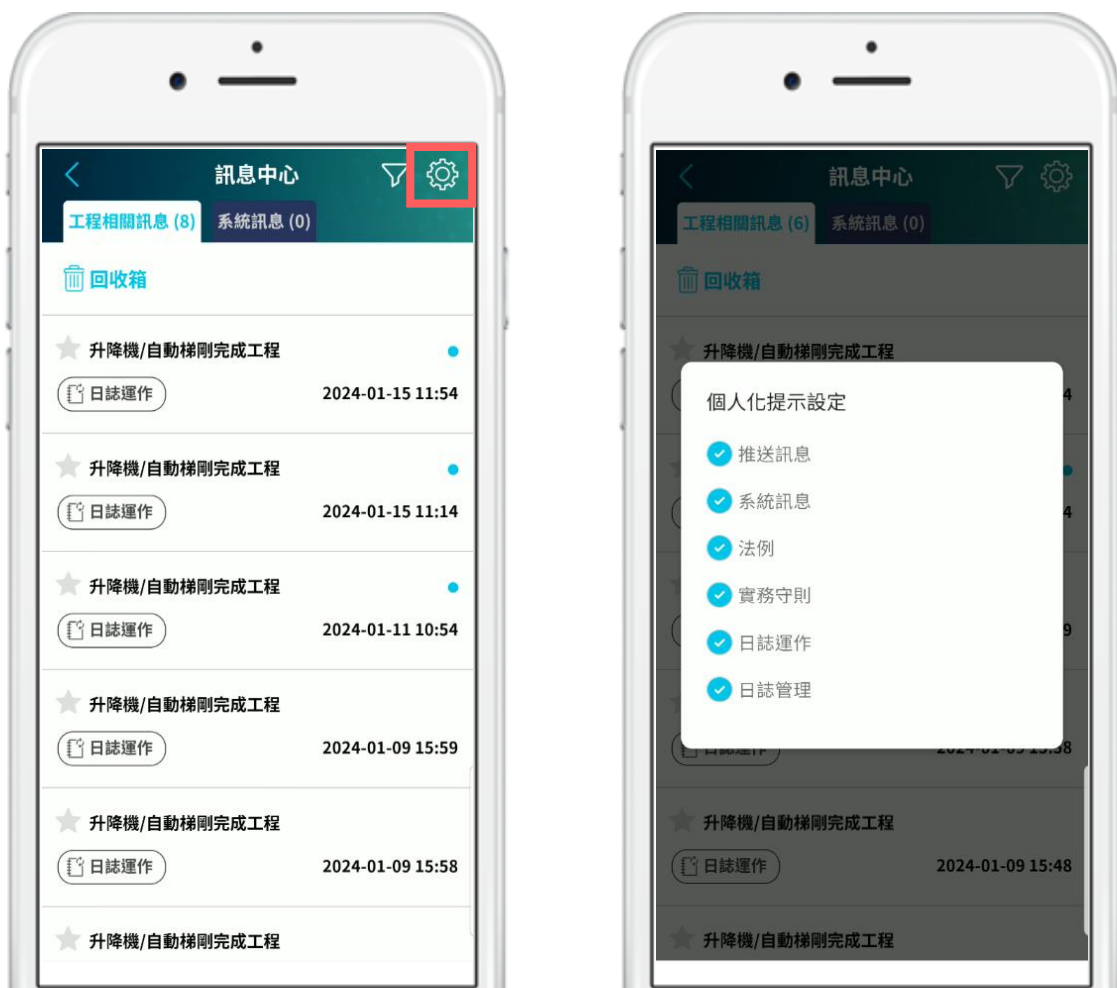 訊息中心
工程相關訊息 (8) 系統訊息 (0)
回收箱
升降機/自動梯剛完成工程
日誌運作 2024-01-15 11:54
升降機/自動梯剛完成工程
日誌運作 2024-01-15 11:14
升降機/自動梯剛完成工程
日誌運作 2024-01-11 10:54
升降機/自動梯剛完成工程
日誌運作 2024-01-09 15:59
升降機/自動梯剛完成工程
日誌運作 2024-01-09 15:58
升降機/自動梯剛完成工程
訊息中心
工程相關訊息 (6) 系統訊息 (0)
回收箱
升降機/自動梯剛完成工程
4
個人化提示設定
推送訊息
系統訊息
4
法例
實務守則
9
日誌運作
日誌管理
日誌運作
升降機/自動梯剛完成工程
日誌運作 2024-01-09 15:48
升降機/自動梯剛完成工程